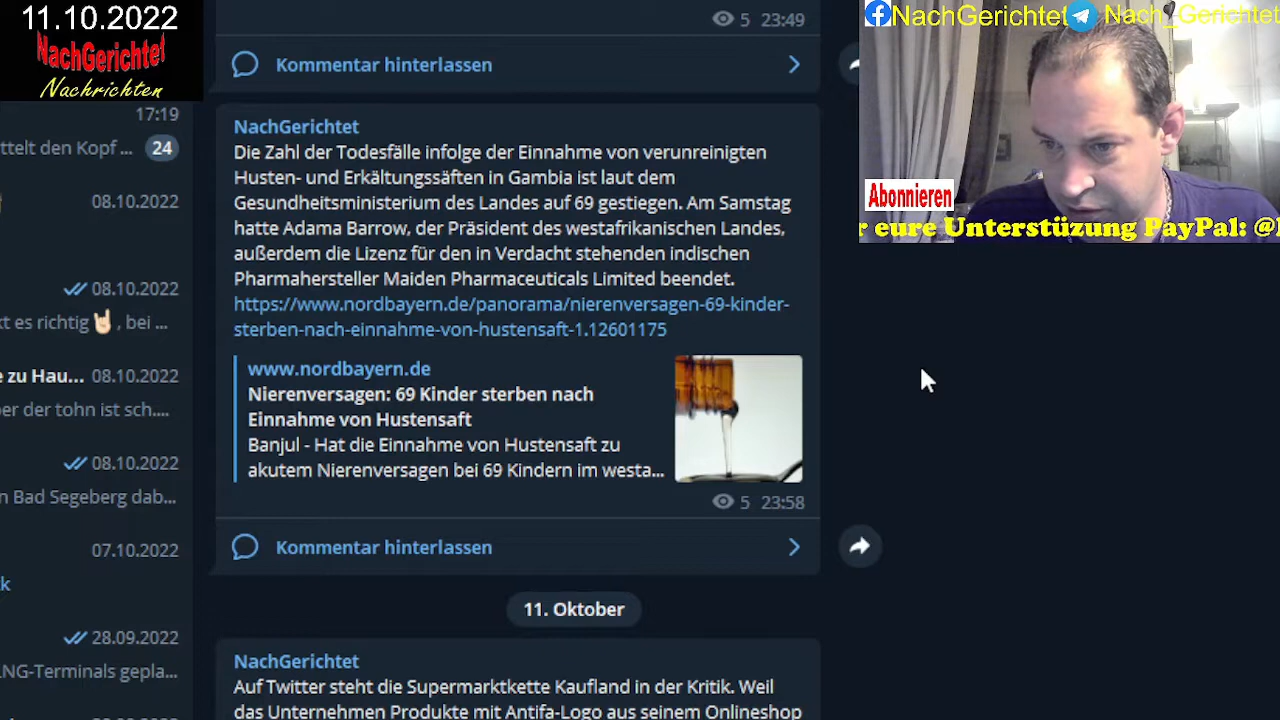 11.10.2022
NachGerichtet
Nachrichten
NachGerichtet
Nach_Gerichtet
Abonnieren
eure Unterstüzung PayPal: @
17:19
ttelt den Kopf ... 24
08.10.2022
08.10.2022
kt es richtig🤘🏻, bei ...
e zu Hau... 08.10.2022
ber der tohn ist sch....
08.10.2022
n Bad Segeberg dab...
07.10.2022
k
28.09.2022
LNG-Terminals gepla...
5 23:49
Kommentar hinterlassen
NachGerichtet
Die Zahl der Todesfälle infolge der Einnahme von verunreinigten
Husten- und Erkältungssäften in Gambia ist laut dem
Gesundheitsministerium des Landes auf 69 gestiegen. Am Samstag
hatte Adama Barrow, der Präsident des westafrikanischen Landes,
außerdem die Lizenz für den in Verdacht stehenden indischen
Pharmahersteller Maiden Pharmaceuticals Limited beendet.
https://www.nordbayern.de/panorama/nierenversagen-69-kinder-
sterben-nach-einnahme-von-hustensaft-1.12601175
www.nordbayern.de
Nierenversagen: 69 Kinder sterben nach
Einnahme von Hustensaft
Banjul - Hat die Einnahme von Hustensaft zu
akutem Nierenversagen bei 69 Kindern im westa...
5 23:58
Kommentar hinterlassen
11. Oktober
NachGerichtet
Auf Twitter steht die Supermarktkette Kaufland in der Kritik. Weil
das Unternehmen Produkte mit Antifa-Logo aus seinem Onlineshop